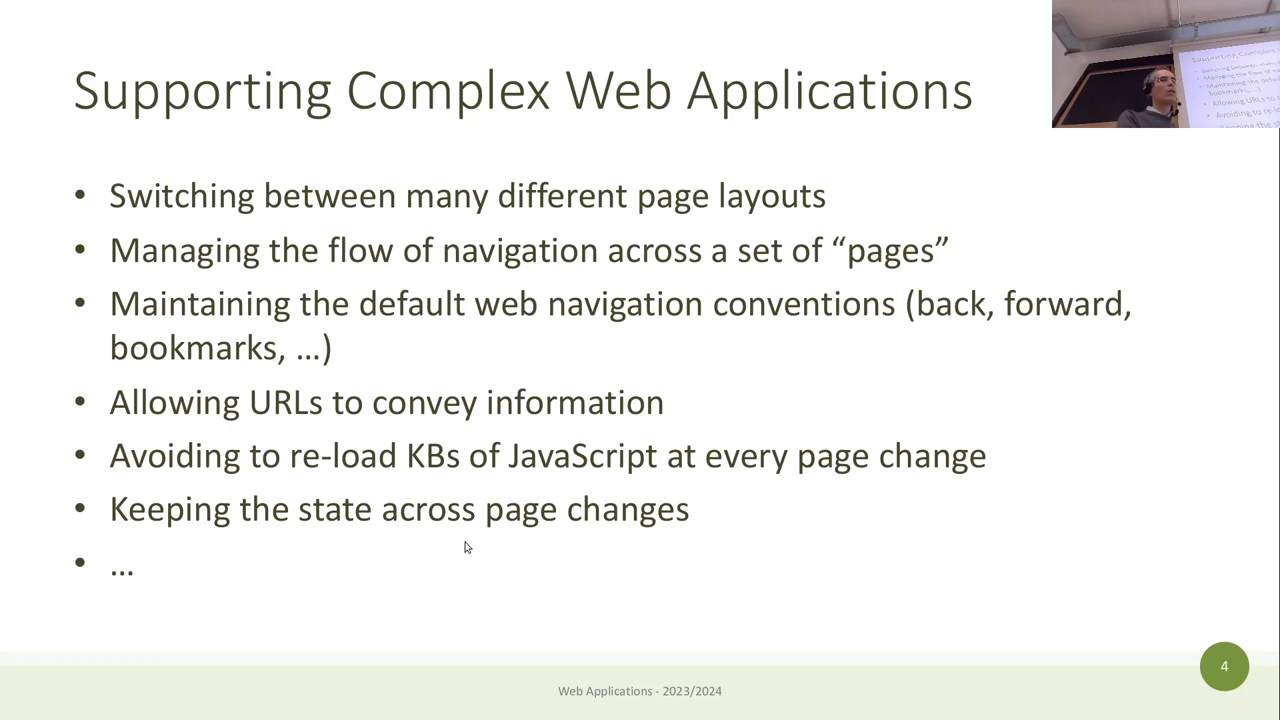 Supporting Complex Web Applications
• Switching between many different page layouts
• Managing the flow of navigation across a set of “pages”
• Maintaining the default web navigation conventions (back, forward,
bookmarks, …)
• Allowing URLs to convey information
• Avoiding to re-load KBs of JavaScript at every page change
• Keeping the state across page changes
• …
Web Applications - 2023/2024
4